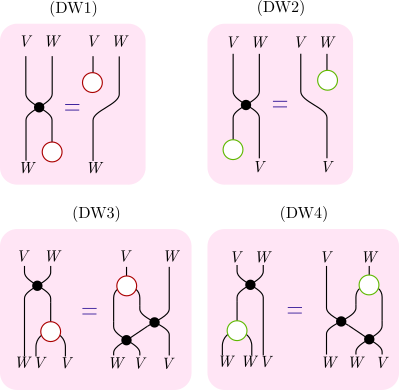 (DW1) (DW2)
V W = V W V W = V W
W W V V
(DW3) (DW4)
V W = V W V W = V W
W V V W V V W W V W W V